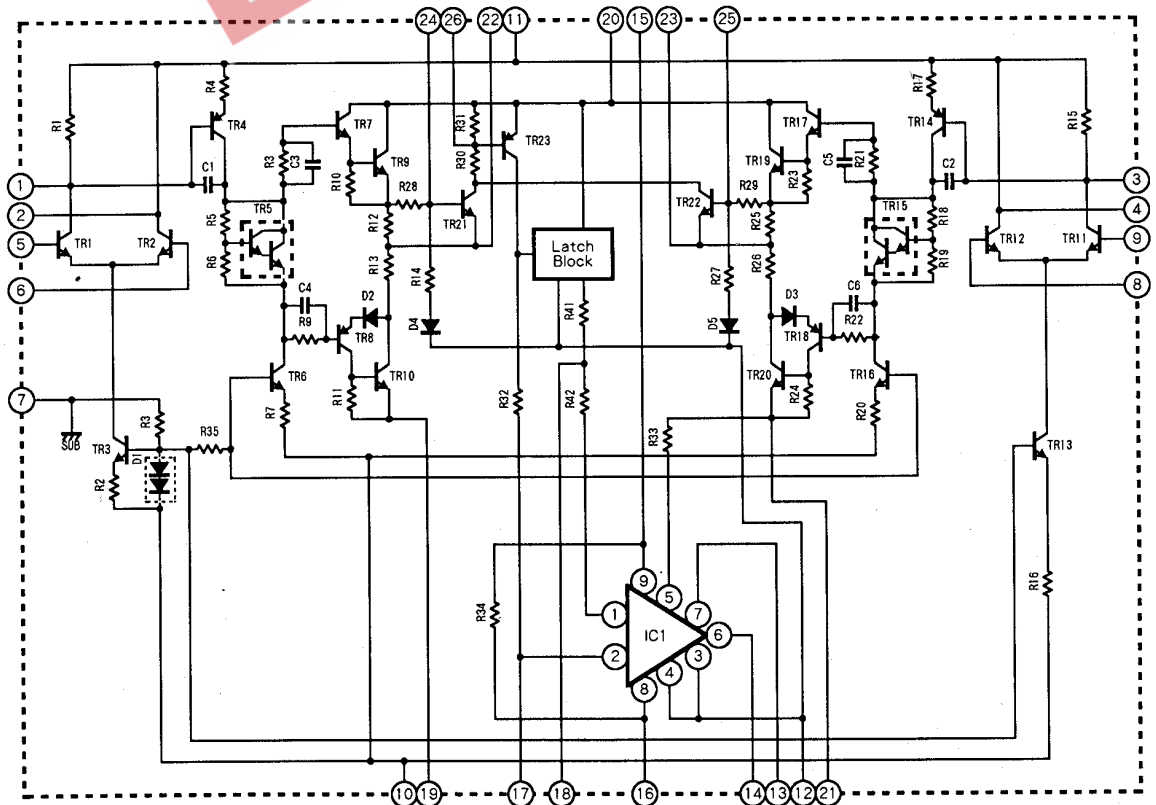 24 26 22 11 20 15 23 25
R4 R17
R1 TR4 TR7 R31 TR23 TR17 TR14 R15
R3 C3 TR9 R30 TR19 C5 R21
1 C1 R10 R28 R29 R23 C2 3
2 R5 TR5 R12 TR21 TR22 R25 TR15 R18 4
5 TR1 TR2 R6 R13 Latch Block R26 R19 TR12 TR11 9
6 R14 R27 8
C4 D2 R41 D3 C6
R9 TR8 D4 D5 TR18 R22
TR6 TR10 TR20 TR16
7 R7 R11 R32 R42 R24 R20
R3 SUB R35 R33
TR3 D1 TR13
R2
9 5 R16
R34 1 7
IC1 6
2 3
4
8
10 19 17 18 16 14 13 12 21